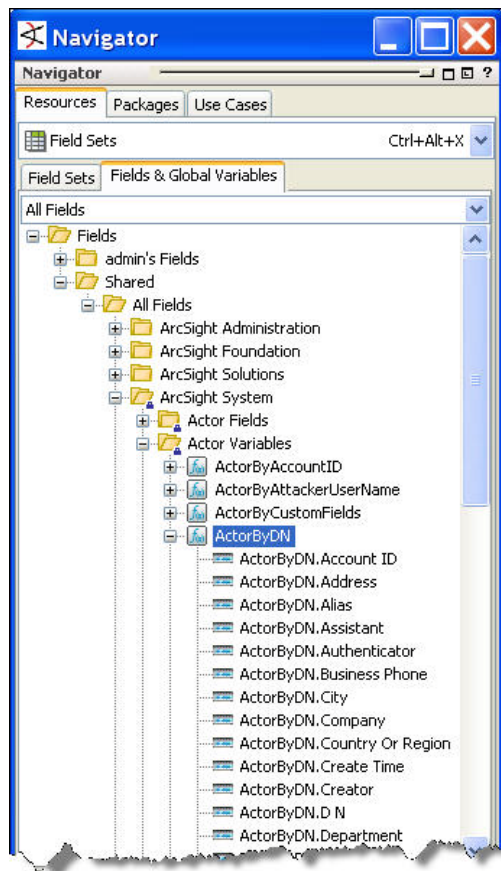 Navigator
Navigator ?
Resources Packages Use Cases
Field Sets Ctrl+Alt+X
Field Sets Fields & Global Variables
All Fields
Fields
admin's Fields
Shared
All Fields
ArcSight Administration
ArcSight Foundation
ArcSight Solutions
ArcSight System
Actor Fields
Actor Variables
ActorByAccountID
ActorByAttackerUserName
ActorByCustomFields
ActorByDN
ActorByDN.Account ID
ActorByDN.Address
ActorByDN.Alias
ActorByDN.Assistant
ActorByDN.Authenticator
ActorByDN.Business Phone
ActorByDN.City
ActorByDN.Company
ActorByDN.Country Or Region
ActorByDN.Create Time
ActorByDN.Creator
ActorByDN.D N
ActorByDN.Department